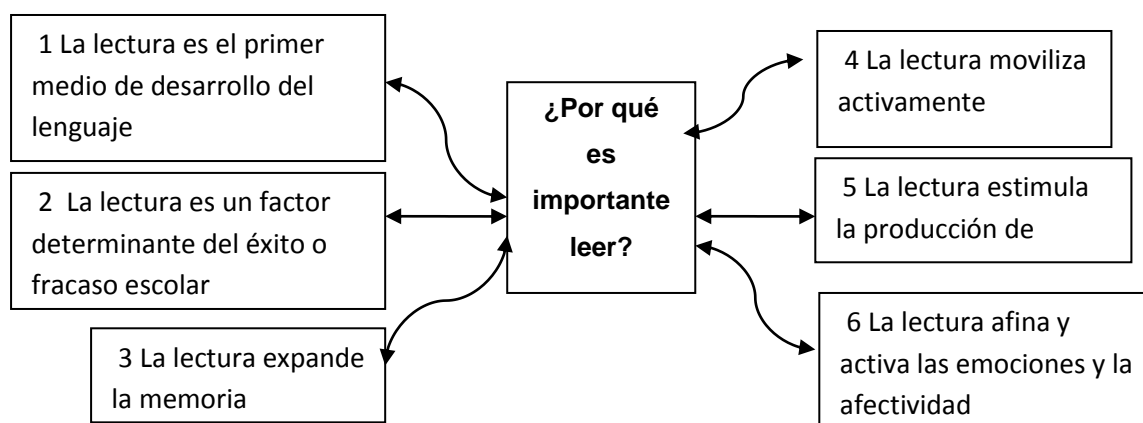 1 La lectura es el primer
medio de desarrollo del
lenguaje
2 La lectura es un factor
determinante del éxito o
fracaso escolar
3 La lectura expande
la memoria
¿Por qué
es
importante
leer?
4 La lectura moviliza
activamente
5 La lectura estimula
la producción de
6 La lectura afina y
activa las emociones y la
afectividad